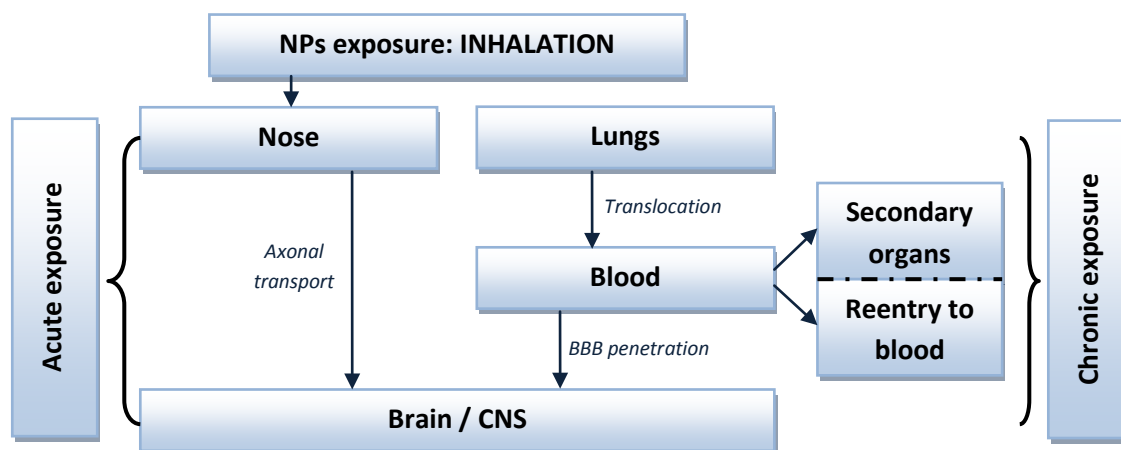 NPs exposure: INHALATION
Nose
Lungs
Acute exposure
Axonal
transport
Translocation
Blood
Secondary
organs
Reentry to
blood
BBB penetration
Brain / CNS
Chronic exposure